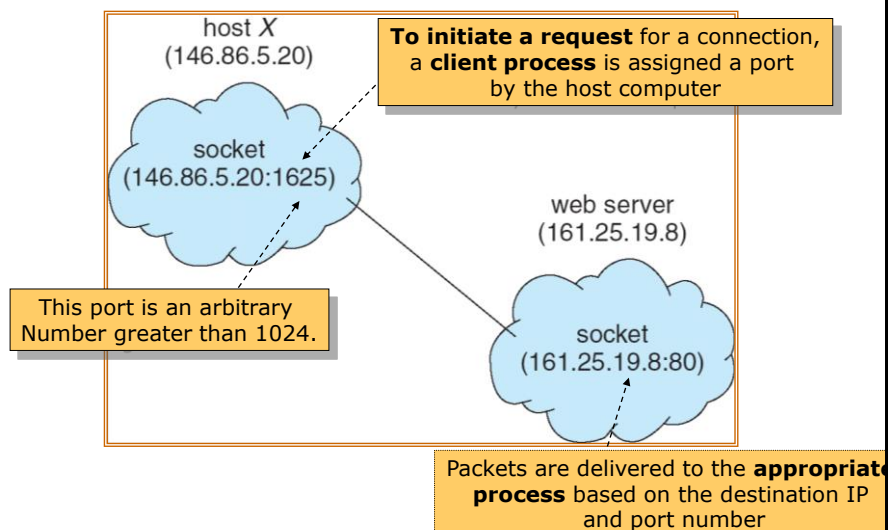 host X
(146.86.5.20)
To initiate a request for a connection,
a client process is assigned a port
by the host computer
socket
(146.86.5.20:1625)
web server
(161.25.19.8)
This port is an arbitrary
Number greater than 1024.
socket
(161.25.19.8:80)
Packets are delivered to the appropriate
process based on the destination IP
and port number